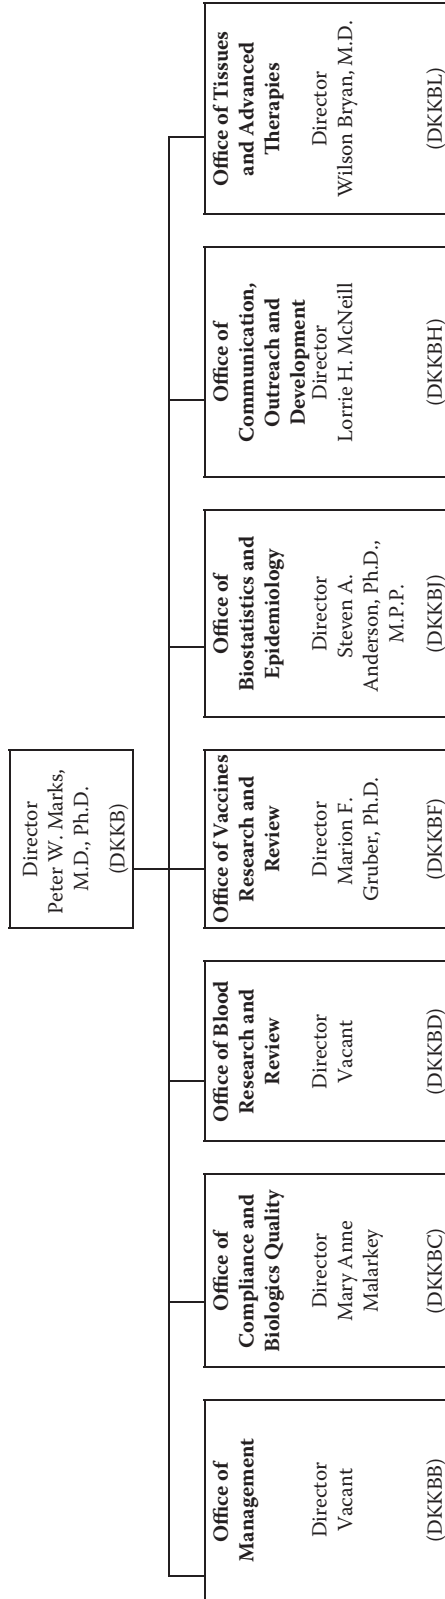 Director
Peter W. Marks,
M.D., Ph.D.
(DKKB)
Office of
Management
Director
Vacant
(DKKBB)
Office of
Compliance and
Biologics Quality
Director
Mary Anne
Malarkey
(DKKBC)
Office of Blood
Research and
Review
Director
Vacant
(DKKBD)
Office of Vaccines
Research and
Review
Director
Marion F.
Gruber, Ph.D.
(DKKBF)
Office of
Biostatistics and
Epidemiology
Director
Steven A.
Anderson, Ph.D.,
M.P.P.
(DKKBJ)
Office of
Communication,
Outreach and
Development
Director
Lorrie H. McNeill
(DKKBH)
Office of Tissues
and Advanced
Therapies
Director
Wilson Bryan, M.D.
(DKKBL)